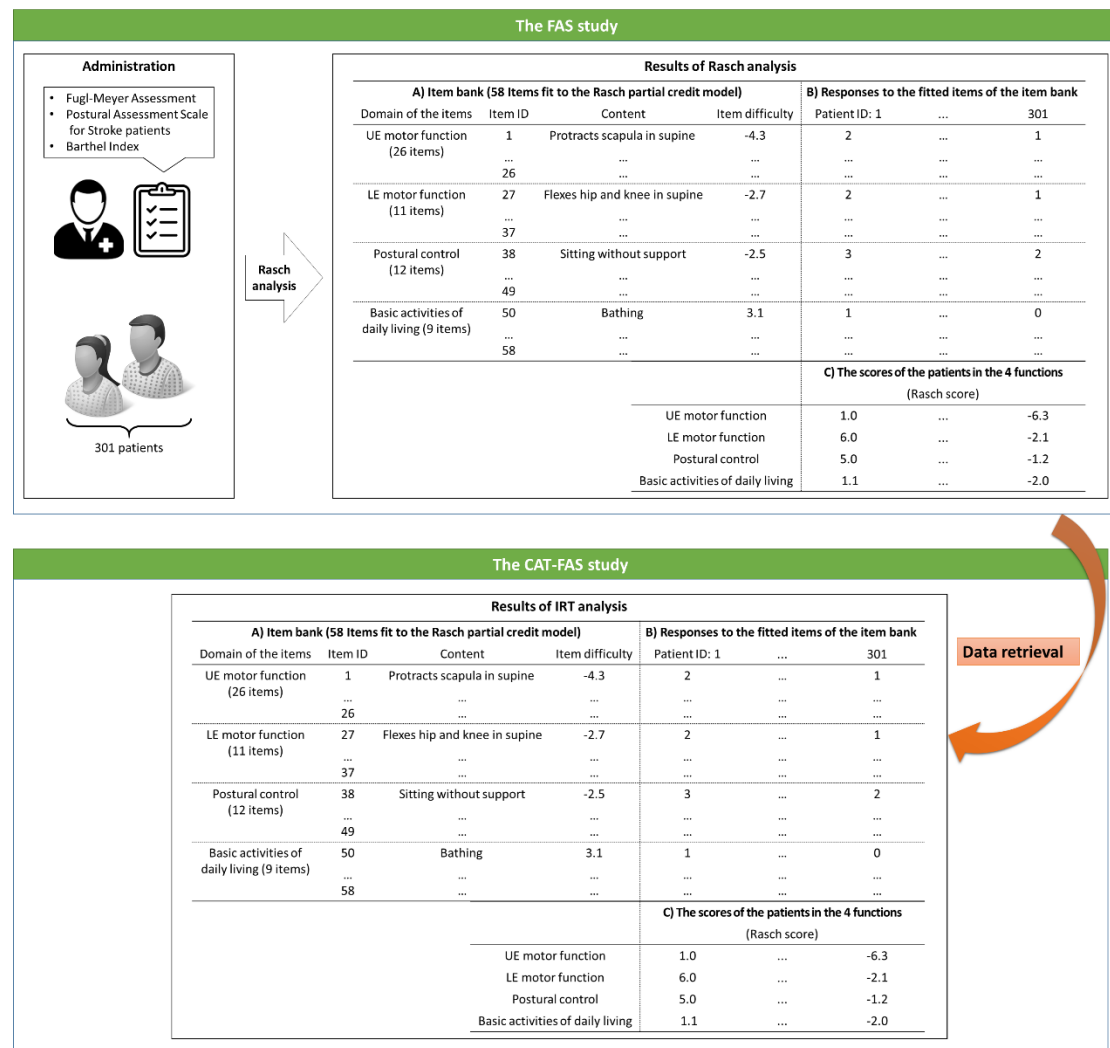 The FAS study
Administration
• Fugl-Meyer Assessment
• Postural Assessment Scale
for Stroke patients
• Barthel Index
301 patients
Rasch
analysis
Results of Rasch analysis
A) Item bank (58 Items fit to the Rasch partial credit model) B) Responses to the fitted items of the item bank
Domain of the items Item ID Content Item difficulty Patient ID: 1 ... 301
UE motor function 1 Protracts scapula in supine -4.3 2 ... 1
(26 items)
... ... ... ... ... ...
26 ... ... ... ... ...
LE motor function 27 Flexes hip and knee in supine -2.7 2 ... 1
(11 items)
... ... ... ... ... ...
37 ... ... ... ... ...
Postural control 38 Sitting without support -2.5 3 ... 2
(12 items)
... ... ... ... ... ...
49 ... ... ... ... ...
Basic activities of 50 Bathing 3.1 1 ... 0
daily living (9 items)
... ... ... ... ... ...
58 ... ... ... ... ...
C) The scores of the patients in the 4 functions
(Rasch score)
UE motor function 1.0 ... -6.3
LE motor function 6.0 ... -2.1
Postural control 5.0 ... -1.2
Basic activities of daily living 1.1 ... -2.0
The CAT-FAS study
Data retrieval
Results of IRT analysis
A) Item bank (58 Items fit to the Rasch partial credit model) B) Responses to the fitted items of the item bank
Domain of the items Item ID Content Item difficulty Patient ID: 1 ... 301
UE motor function 1 Protracts scapula in supine -4.3 2 ... 1
(26 items)
... ... ... ... ... ...
26 ... ... ... ... ...
LE motor function 27 Flexes hip and knee in supine -2.7 2 ... 1
(11 items)
... ... ... ... ... ...
37 ... ... ... ... ...
Postural control 38 Sitting without support -2.5 3 ... 2
(12 items)
... ... ... ... ... ...
49 ... ... ... ... ...
Basic activities of 50 Bathing 3.1 1 ... 0
daily living (9 items)
... ... ... ... ... ...
58 ... ... ... ... ...
C) The scores of the patients in the 4 functions
(Rasch score)
UE motor function 1.0 ... -6.3
LE motor function 6.0 ... -2.1
Postural control 5.0 ... -1.2
Basic activities of daily living 1.1 ... -2.0